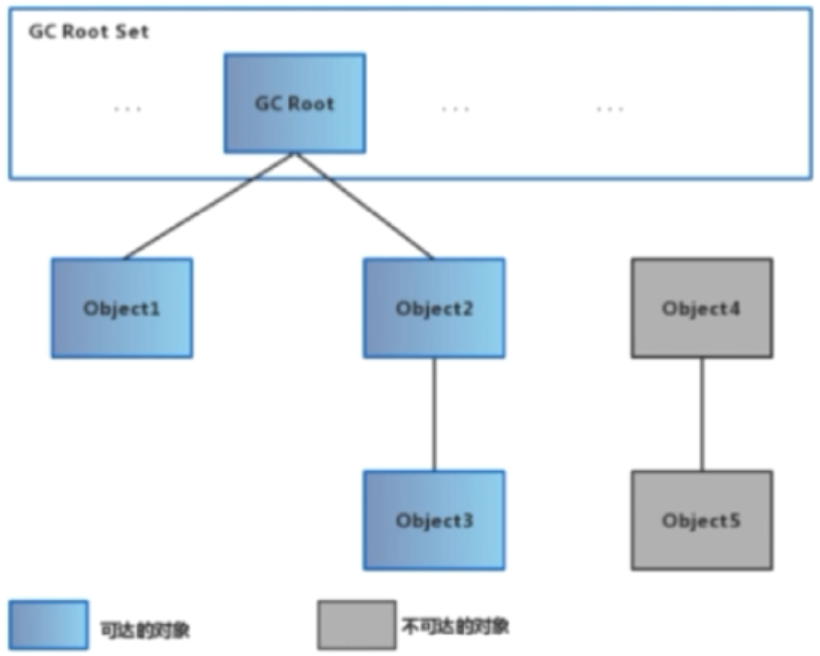 GC Root Set
... GC Root ... ...
Object1 Object2 Object4
Object3 Object5
可达的对象 不可达的对象